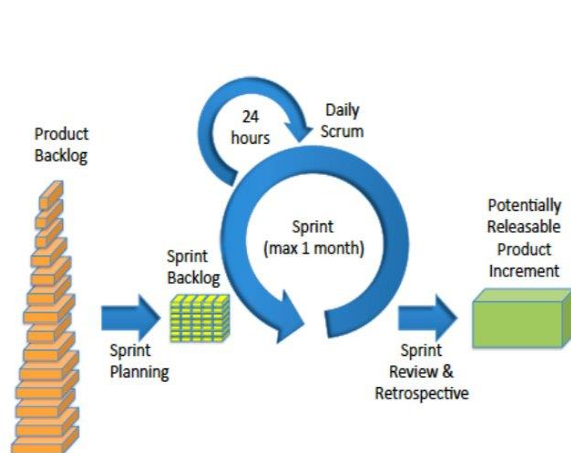 Product
Backlog
Sprint
Planning
Sprint
Backlog
24
hours
Daily
Scrum
Sprint
(max 1 month)
Sprint
Review &
Retrospective
Potentially
Releasable
Product
Increment